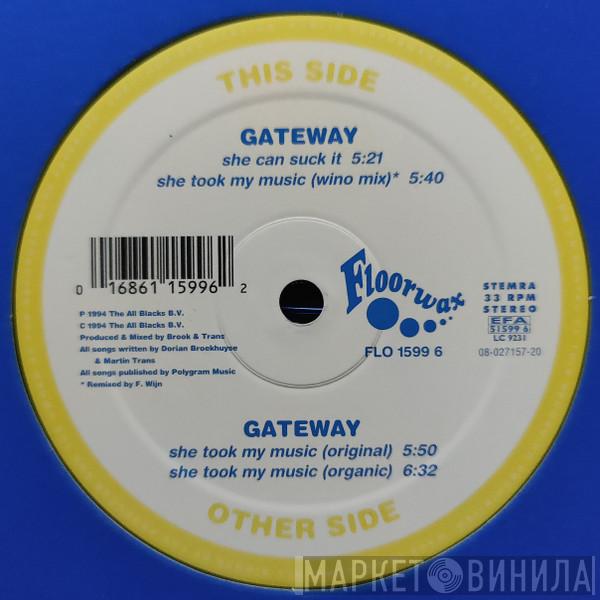 THIS SIDE
GATEWAY
she can suck it 5:21
she took my music (wino mix)* 5:40
0 16861 15996 2
P 1994 The All Blacks B.V.
C 1994 The All Blacks B.V.
Produced & Mixed by Brook & Trans
All songs written by Dorian Broekhuyse
& Martin Trans
All songs published by Polygram Music
* Remixed by F. Wijn
Floorwax
FLO 1599 6
STEMRA
33 RPM
STEREO
EFA
51599 6
LC 9231
08-027157-20
GATEWAY
she took my music (original) 5:50
she took my music (organic) 6:32
OTHER SIDE
МАРКЕТ ВИНИЛА